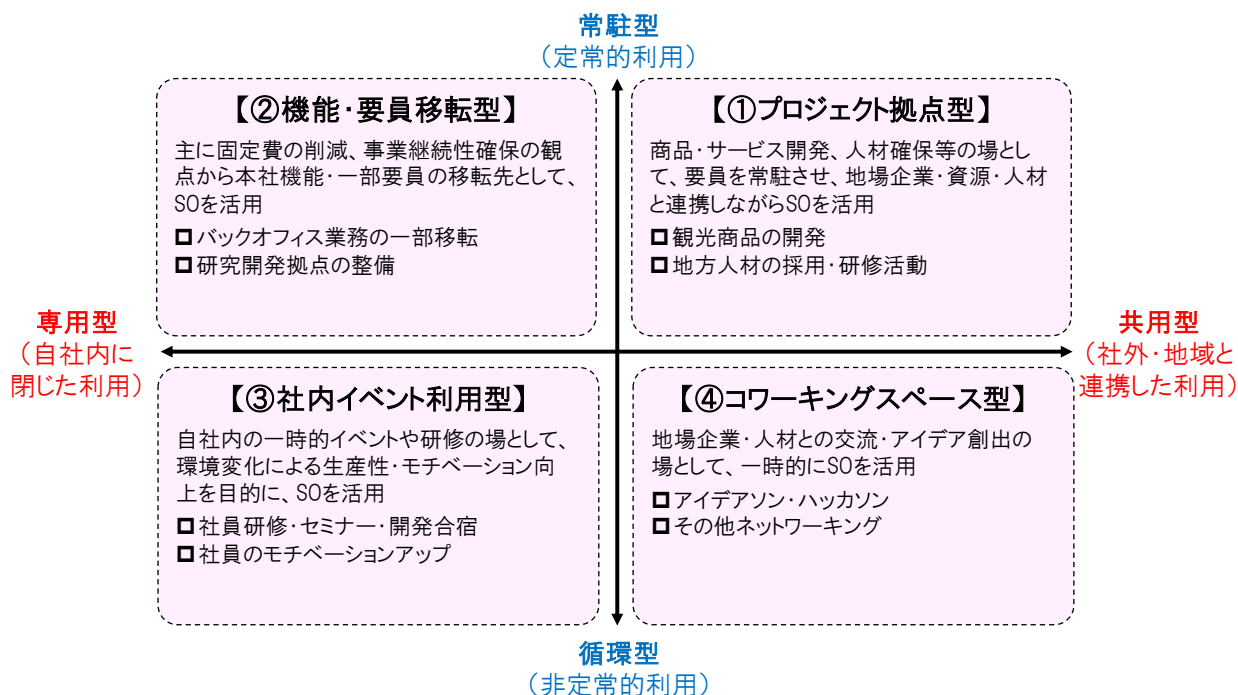 常駐型
（定常的利用）
【②機能・要員移転型】
主に固定費の削減、事業継続性確保の観
点から本社機能・一部要員の移転先として、
SOを活用
バックオフィス業務の一部移転
研究開発拠点の整備
【①プロジェクト拠点型】
商品・サービス開発、人材確保等の場とし
て、要員を常駐させ、地場企業・資源・人材
と連携しながらSOを活用
観光商品の開発
地方人材の採用・研修活動
専用型
（自社内に
閉じた利用）
共用型
（社外・地域と
連携した利用）
【③社内イベント利用型】
自社内の一時的イベントや研修の場として、
環境変化による生産性・モチベーション向
上を目的に、SOを活用
社員研修・セミナー・開発合宿
社員のモチベーションアップ
【④コワーキングスペース型】
地場企業・人材との交流・アイデア創出の
場として、一時的にSOを活用
アイデアソン・ハッカソン
その他ネットワーキング
循環型
（非定常的利用）